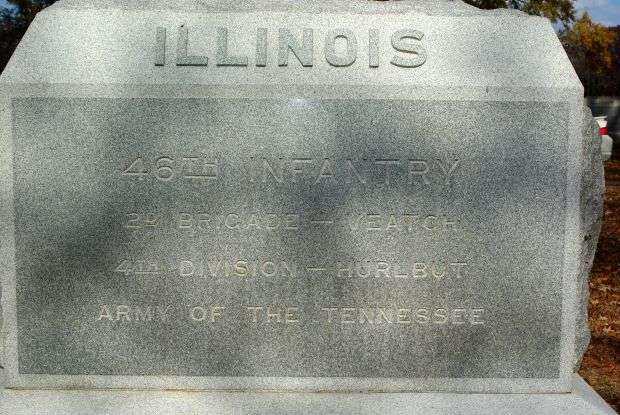 ILLINOIS
46TH INFANTRY
2D BRIGADE — VEATCH
4TH DIVISION — HURLBUT
ARMY OF THE TENNESSEE